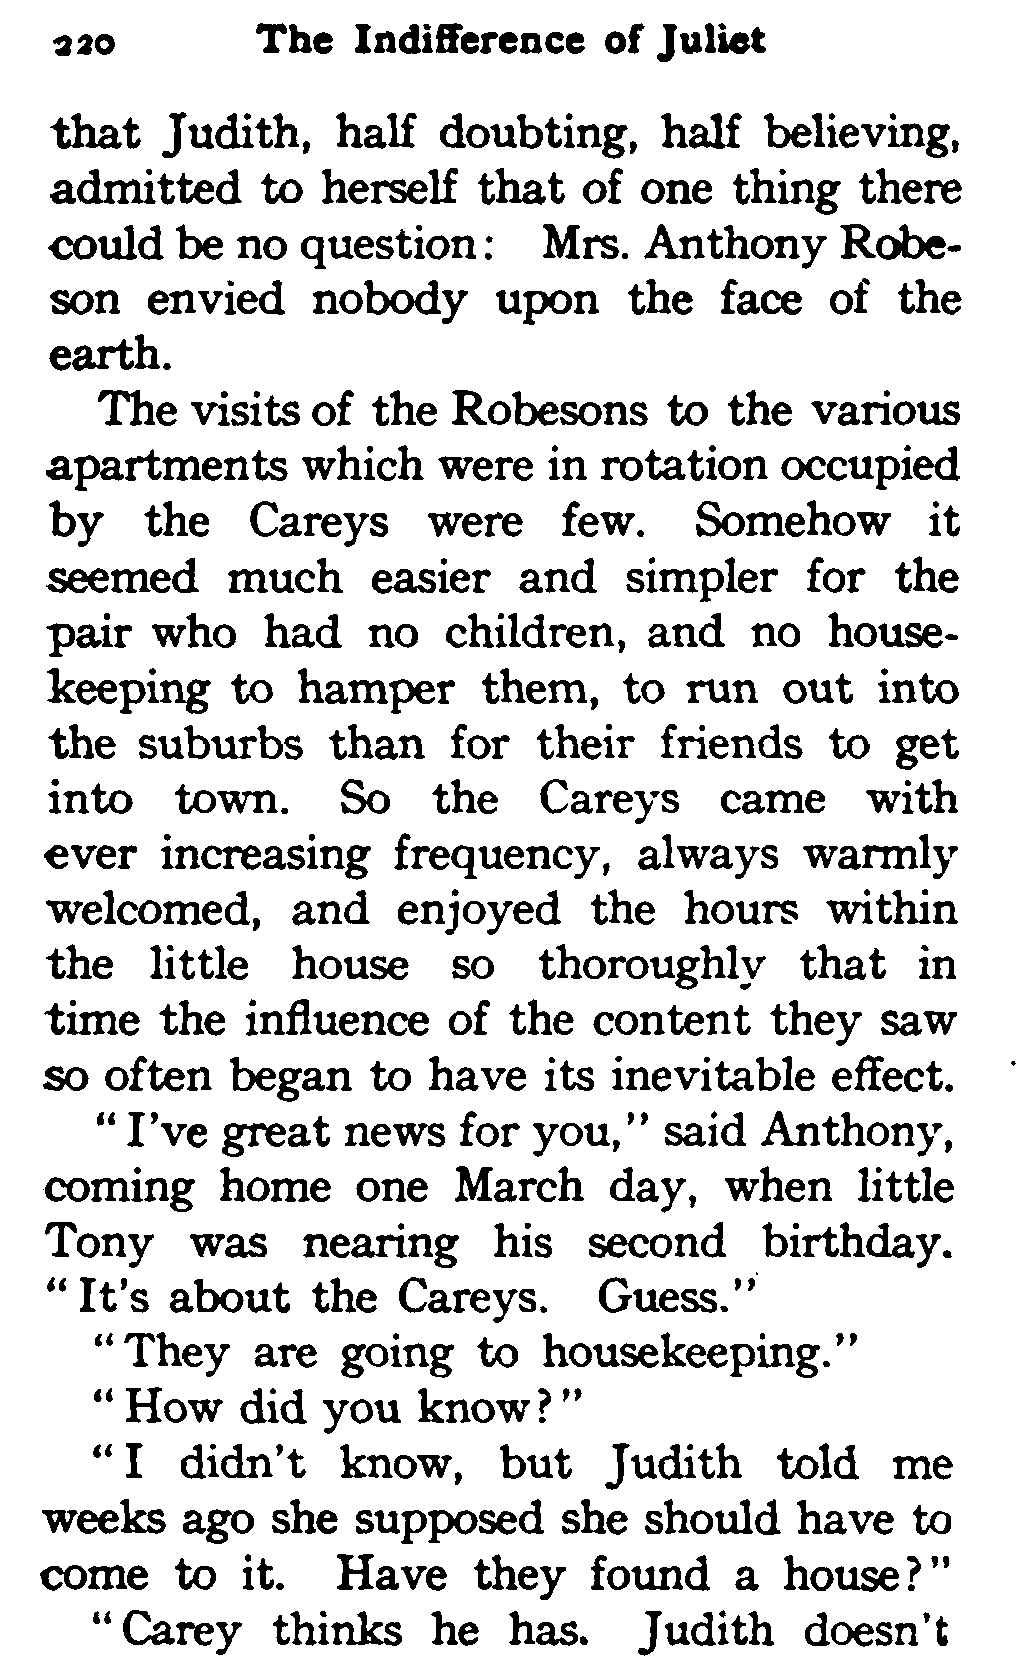 220 The Indifference of Juliet
that Judith, half doubting, half believing,
admitted to herself that of one thing there
could be no question: Mrs. Anthony Robe-
son envied nobody upon the face of the
earth.
The visits of the Robesons to the various
apartments which were in rotation occupied
by the Careys were few. Somehow it
seemed much easier and simpler for the
pair who had no children, and no house-
keeping to hamper them, to run out into
the suburbs than for their friends to get
into town. So the Careys came with
ever increasing frequency, always warmly
welcomed, and enjoyed the hours within
the little house so thoroughly that in
time the influence of the content they saw
so often began to have its inevitable effect.
"I've great news for you," said Anthony,
coming home one March day, when little
Tony was nearing his second birthday.
"It's about the Careys. Guess."
"They are going to housekeeping."
"How did you know?"
"I didn't know, but Judith told me
weeks ago she supposed she should have to
come to it. Have they found a house?"
"Carey thinks he has. Judith doesn't